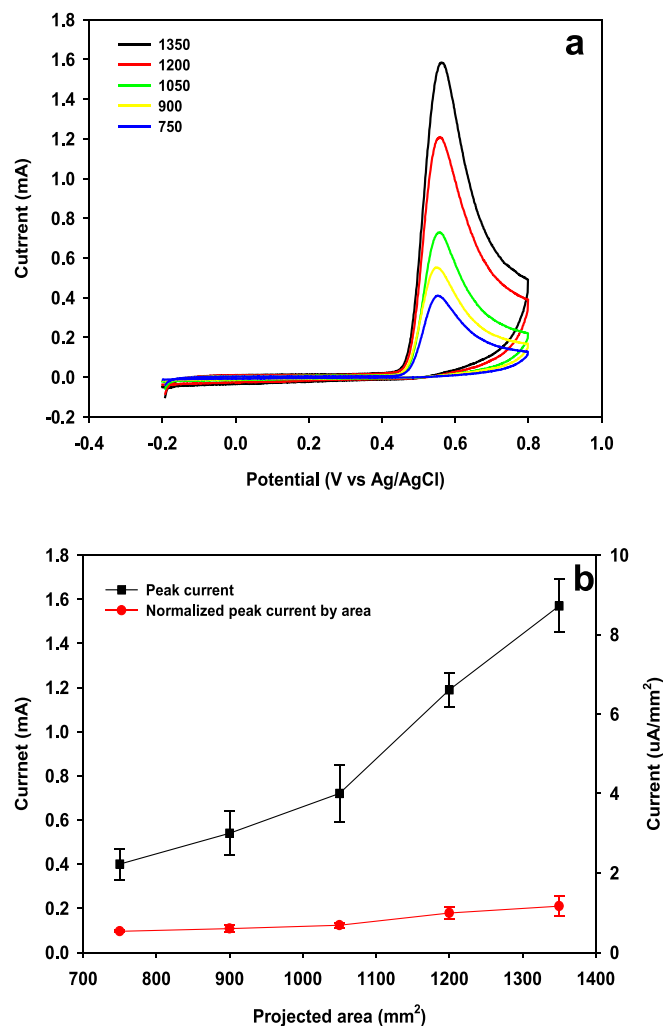 a
1350
1200
1050
900
750
1.8
1.6
1.4
1.2
1.0
0.8
0.6
0.4
0.2
0.0
-0.2
Cutrrent (mA)
-0.4 -0.2 0.0 0.2 0.4 0.6 0.8 1.0
Potential (V vs Ag/AgCl)
b
Peak current
Normalized peak current by area
1.8
1.6
1.4
1.2
1.0
0.8
0.6
0.4
0.2
0.0
Currnet (mA)
10
8
6
4
2
0
Current (uA/mm²)
700 800 900 1000 1100 1200 1300 1400
Projected area (mm²)